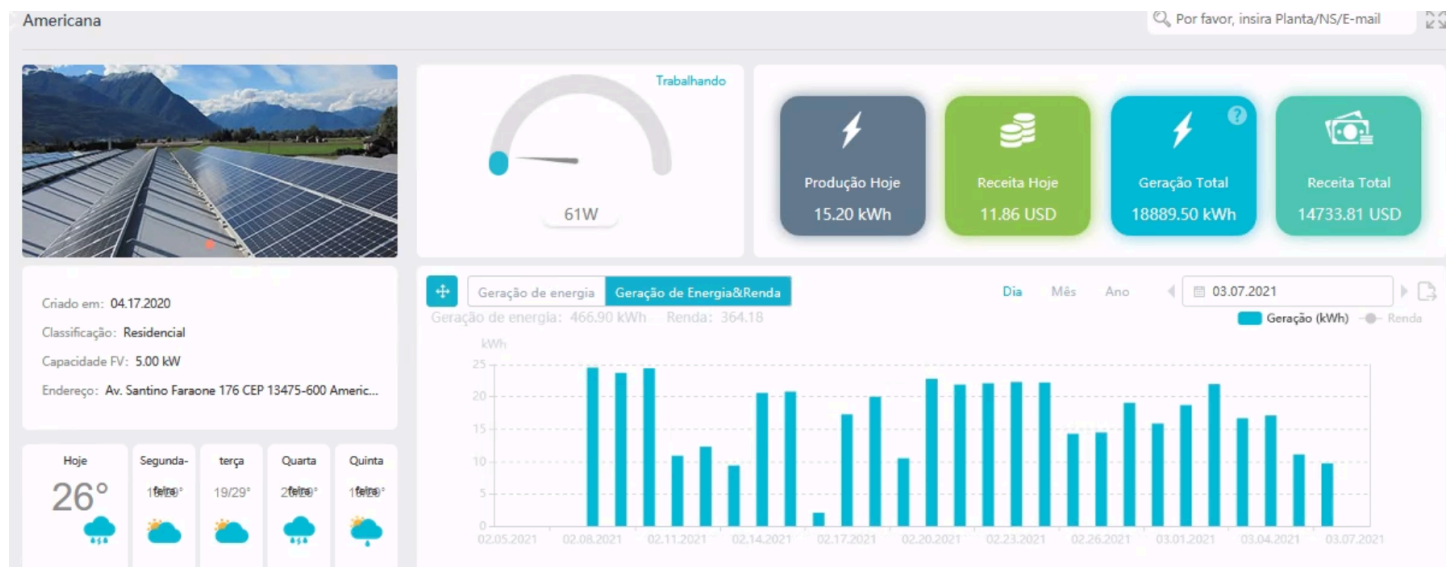 Americana
Por favor, insira Planta/NS/E-mail
Trabalhando
61W
Produção Hoje
15.20 kWh
Receita Hoje
11.86 USD
?
Geração Total
18889.50 kWh
Receita Total
14733.81 USD
Criado em: 04.17.2020
Classificação: Residencial
Capacidade FV: 5.00 kW
Endereço: Av. Santino Faraone 176 CEP 13475-600 Americ...
Geração de energia
Geração de Energia&Renda
Dia Mês Ano
03.07.2021
Geração de energia: 466.90 kWh Renda: 364.18
Geração (kWh) Renda
kWh
25
20
15
10
5
0
02.05.2021 02.08.2021 02.11.2021 02.14.2021 02.17.2021 02.20.2021 02.23.2021 02.26.2021 03.01.2021 03.04.2021 03.07.2021
Hoje Segunda- terça Quarta Quinta
26° feira 19/29° feira feira